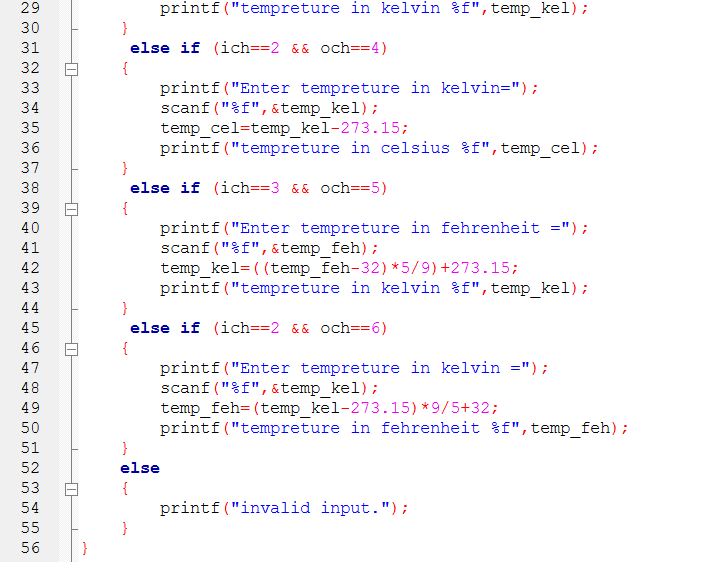 29 printf("tempreture in kelvin %f",temp_kel);
30 }
31 else if (ich==2 && och==4)
32 {
33 printf("Enter tempreture in kelvin=");
34 scanf("%f",&temp_kel);
35 temp_cel=temp_kel-273.15;
36 printf("tempreture in celsius %f",temp_cel);
37 }
38 else if (ich==3 && och==5)
39 {
40 printf("Enter tempreture in fehrenheit =");
41 scanf("%f",&temp_feh);
42 temp_kel=((temp_feh-32)*5/9)+273.15;
43 printf("tempreture in kelvin %f",temp_kel);
44 }
45 else if (ich==2 && och==6)
46 {
47 printf("Enter tempreture in kelvin =");
48 scanf("%f",&temp_kel);
49 temp_feh=(temp_kel-273.15)*9/5+32;
50 printf("tempreture in fehrenheit %f",temp_feh);
51 }
52 else
53 {
54 printf("invalid input.");
55 }
56 }